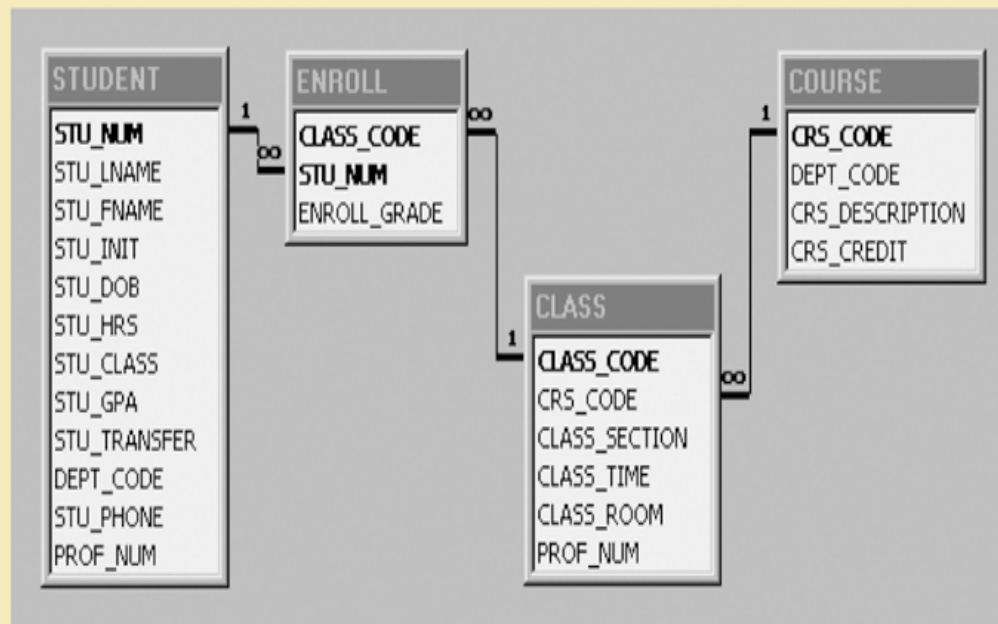 STUDENT
STU_NUM
STU_LNAME
STU_FNAME
STU_INIT
STU_DOB
STU_HRS
STU_CLASS
STU_GPA
STU_TRANSFER
DEPT_CODE
STU_PHONE
PROF_NUM
1
∞
ENROLL
CLASS_CODE
STU_NUM
ENROLL_GRADE
∞
1
CLASS
CLASS_CODE
CRS_CODE
CLASS_SECTION
CLASS_TIME
CLASS_ROOM
PROF_NUM
∞
1
COURSE
CRS_CODE
DEPT_CODE
CRS_DESCRIPTION
CRS_CREDIT